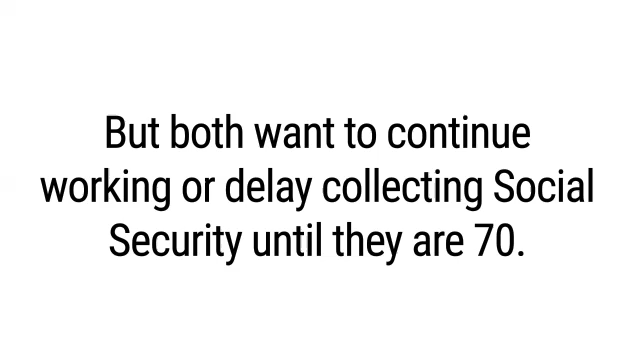 But both want to continue
working or delay collecting Social
Security until they are 70.